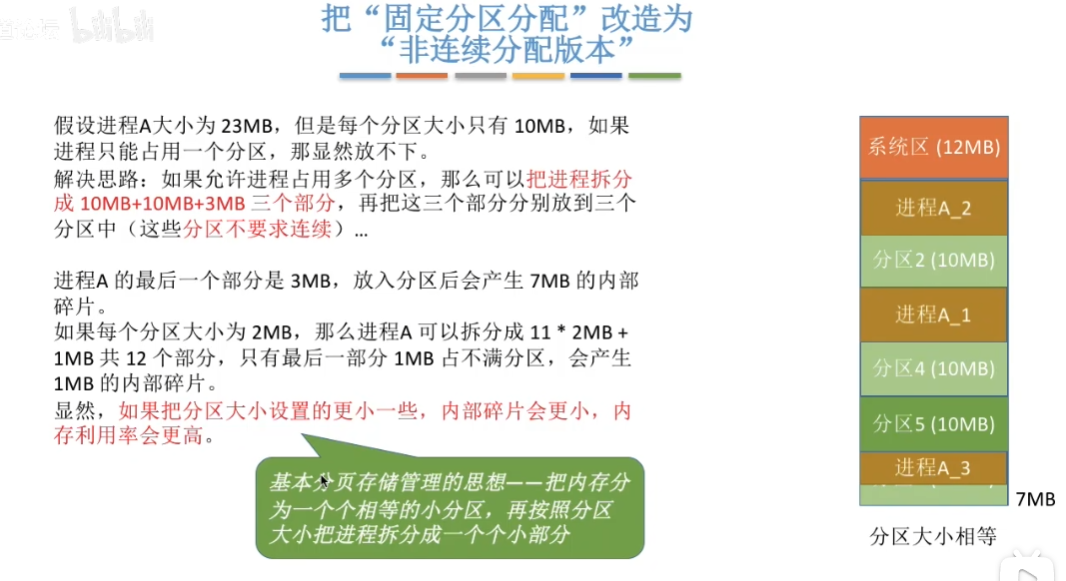 把“固定分区分配”改造为
“非连续分配版本”
假设进程A大小为 23MB，但是每个分区大小只有 10MB，如果
进程只能占用一个分区，那显然放不下。
解决思路：如果允许进程占用多个分区，那么可以把进程拆分
成 10MB+10MB+3MB 三个部分，再把这三个部分分别放到三个
分区中（这些分区不要求连续）...
进程A 的最后一个部分是 3MB，放入分区后会产生 7MB 的内部
碎片。
如果每个分区大小为 2MB，那么进程A 可以拆分成 11 * 2MB +
1MB 共 12 个部分，只有最后一部分 1MB 占不满分区，会产生
1MB 的内部碎片。
显然，如果把分区大小设置的更小一些，内部碎片会更小，内
存利用率会更高。
基本分页存储管理的思想——把内存分
为一个个相等的小分区，再按照分区
大小把进程拆分成一个个小部分
系统区 (12MB)
进程A_2
分区2 (10MB)
进程A_1
分区4 (10MB)
分区5 (10MB)
进程A_3
7MB
分区大小相等
bilibili